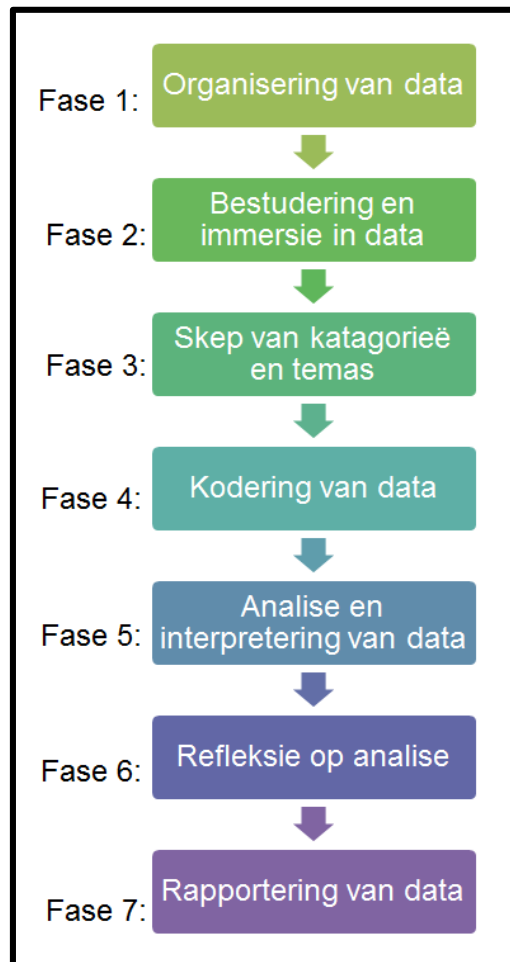 Fase 1:
Organisering van data
Fase 2:
Bestudering en
immersie in data
Fase 3:
Skep van katagorieë
en temas
Fase 4:
Kodering van data
Fase 5:
Analise en
interpretering van data
Fase 6:
Refleksie op analise
Fase 7:
Rapportering van data